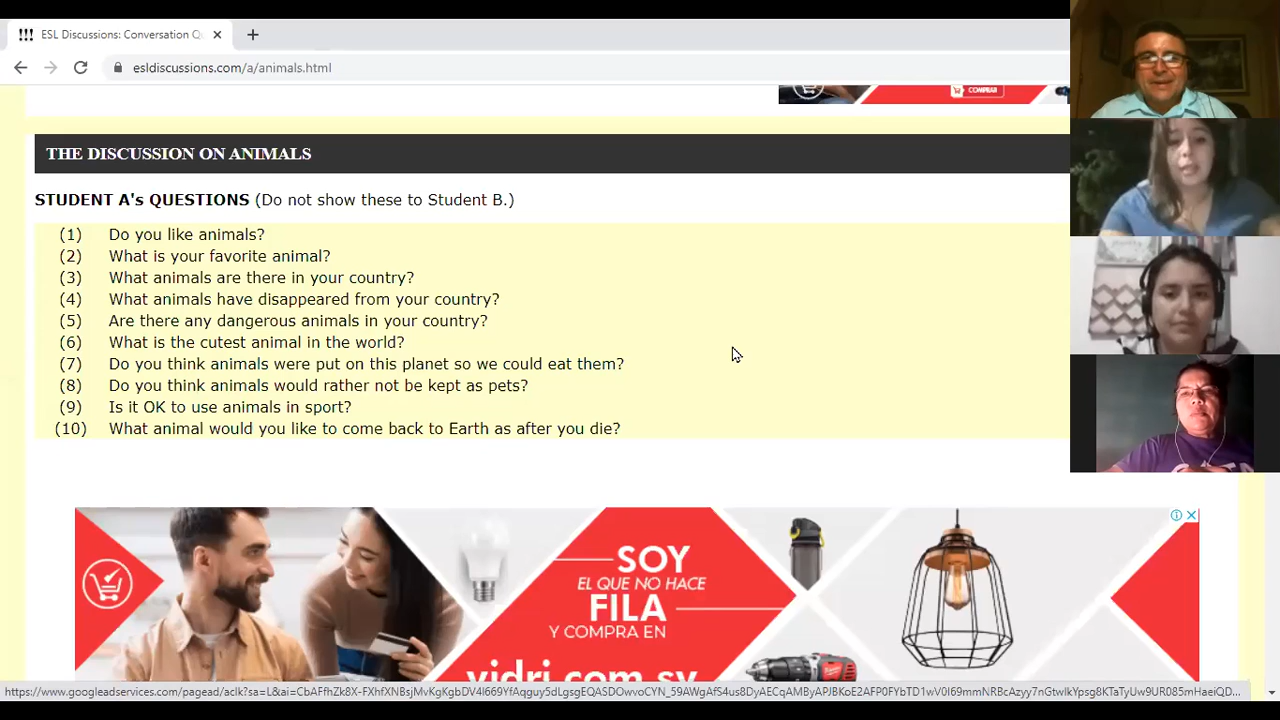 !!! ESL Discussions: Conversation Q
esldiscussions.com/a/animals.html
COMPRAR
THE DISCUSSION ON ANIMALS
STUDENT A's QUESTIONS (Do not show these to Student B.)
(1) Do you like animals?
(2) What is your favorite animal?
(3) What animals are there in your country?
(4) What animals have disappeared from your country?
(5) Are there any dangerous animals in your country?
(6) What is the cutest animal in the world?
(7) Do you think animals were put on this planet so we could eat them?
(8) Do you think animals would rather not be kept as pets?
(9) Is it OK to use animals in sport?
(10) What animal would you like to come back to Earth as after you die?
SOY
EL QUE NO HACE
FILA
Y COMPRA EN
vidri.com.sv